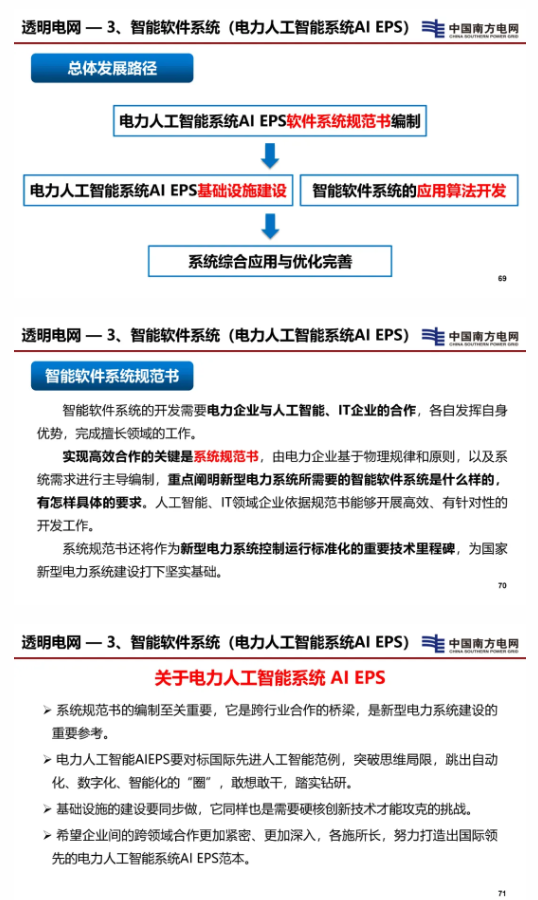 透明电网 — 3、智能软件系统（电力人工智能系统AI EPS）
中国南方电网
CHINA SOUTHERN POWER GRID
总体发展路径
电力人工智能系统AI EPS软件系统规范书编制
电力人工智能系统AI EPS基础设施建设
智能软件系统的应用算法开发
系统综合应用与优化完善
69
透明电网 — 3、智能软件系统（电力人工智能系统AI EPS）
中国南方电网
CHINA SOUTHERN POWER GRID
智能软件系统规范书
智能软件系统的开发需要电力企业与人工智能、IT企业的合作，各自发挥自身
优势，完成擅长领域的工作。
实现高效合作的关键是系统规范书，由电力企业基于物理规律和原则，以及系
统需求进行主导编制，重点阐明新型电力系统所需要的智能软件系统是什么样的，
有怎样具体的要求。人工智能、IT领域企业依据规范书能够开展高效、有针对性的
开发工作。
系统规范书还将作为新型电力系统控制运行标准化的重要技术里程碑，为国家
新型电力系统建设打下坚实基础。
70
透明电网 — 3、智能软件系统（电力人工智能系统AI EPS）
中国南方电网
CHINA SOUTHERN POWER GRID
关于电力人工智能系统 AI EPS
➢ 系统规范书的编制至关重要，它是跨行业合作的桥梁，是新型电力系统建设的
重要参考。
➢ 电力人工智能AIEPS要对标国际先进人工智能范例，突破思维局限，跳出自动
化、数字化、智能化的“圈”，敢想敢干，踏实钻研。
➢ 基础设施的建设要同步做，它同样也是需要硬核创新技术才能攻克的挑战。
➢ 希望企业间的跨领域合作更加紧密、更加深入，各施所长，努力打造出国际领
先的电力人工智能系统AI EPS范本。
71